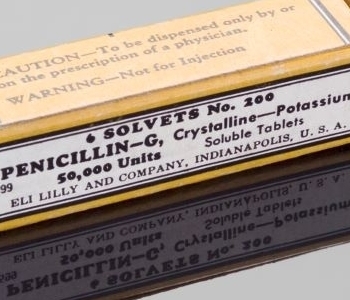 CAUTION—To be dispensed only by or
on the prescription of a physician.
WARNING—Not for Injection
6 SOLVETS No. 200
PENICILLIN—G, Crystalline—Potassium
50,000 Units Soluble Tablets
ELI LILLY AND COMPANY, INDIANAPOLIS, U. S. A.